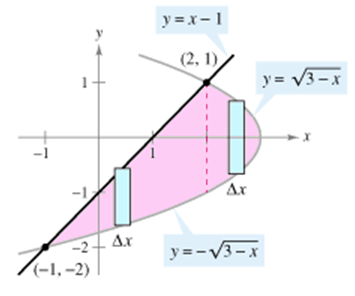 y = x − 1
y
(2, 1)
y = √3 − x
1
x
−1
1
−1
Δx
Δx
−2
(−1, −2)
y = −√3 − x